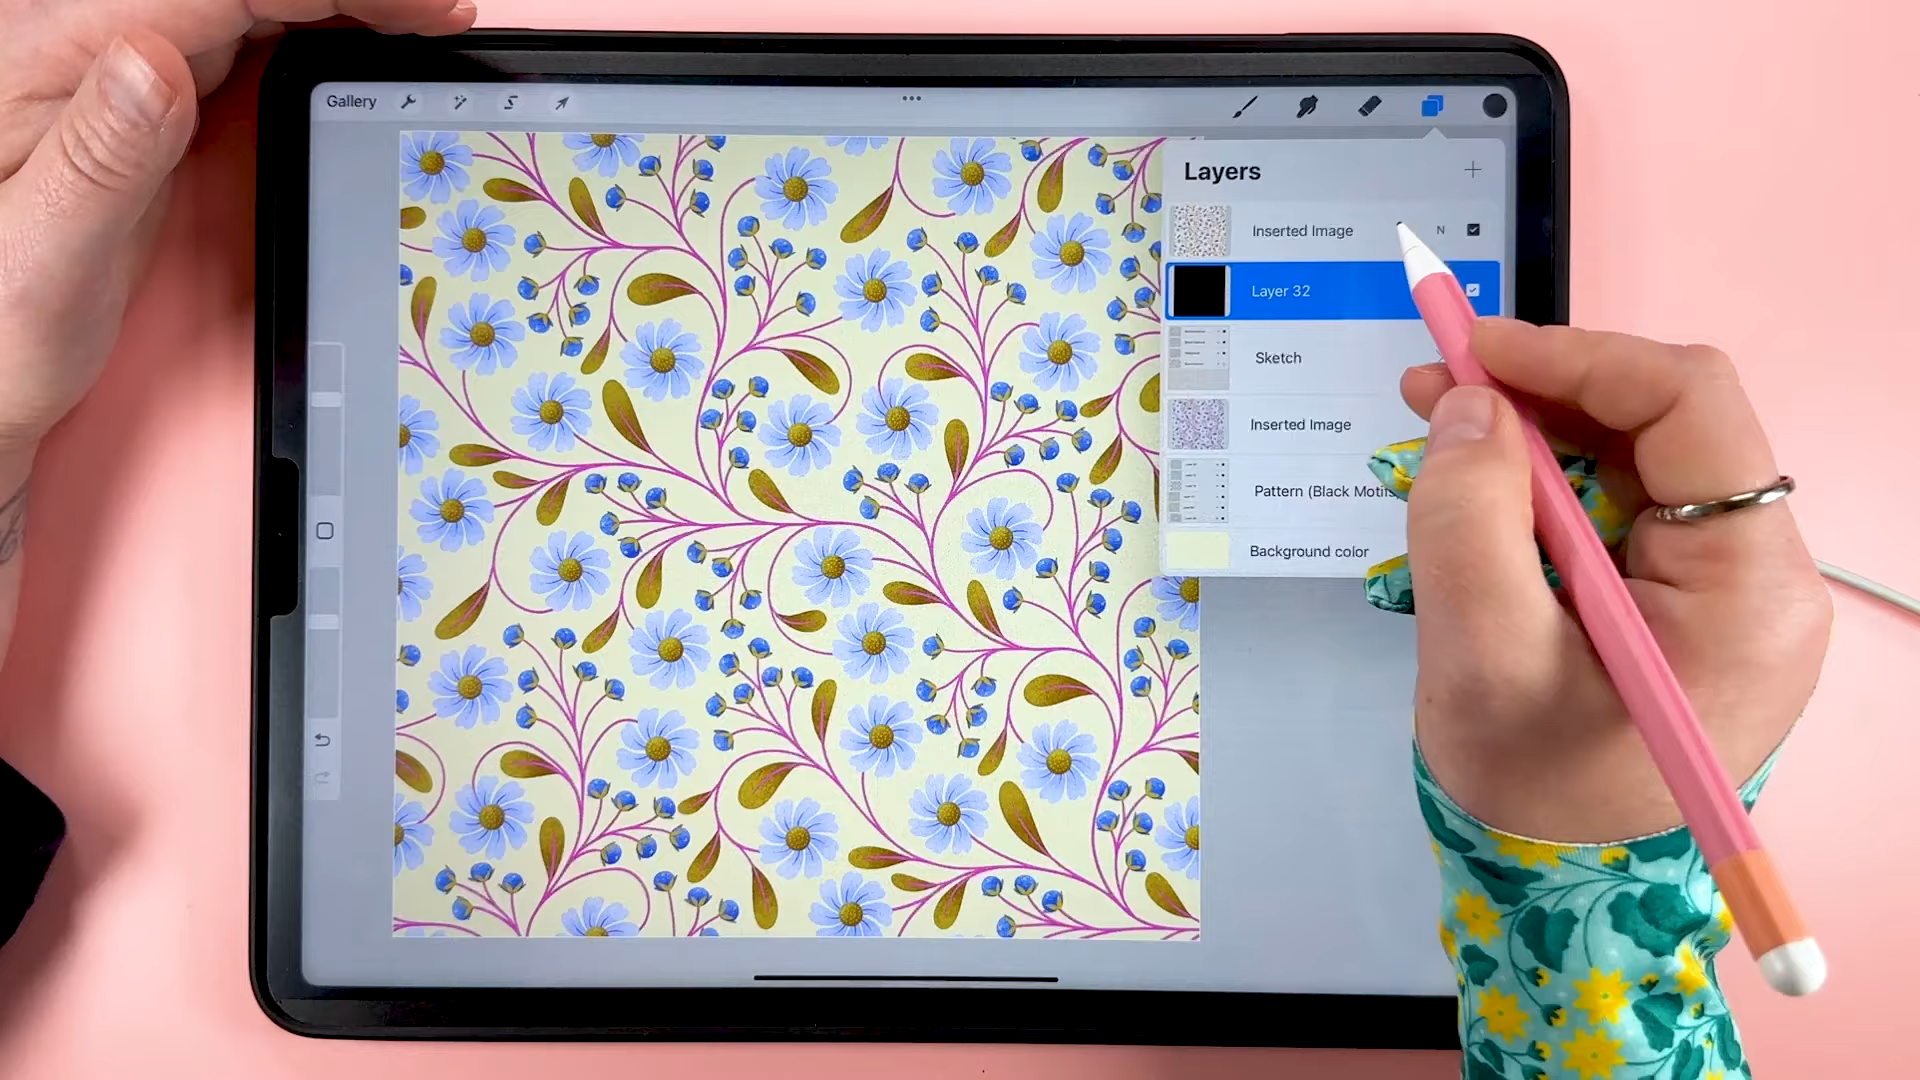 Gallery
Layers
Inserted Image N
Layer 32
Sketch
Inserted Image
Pattern (Black Motifs
Background color